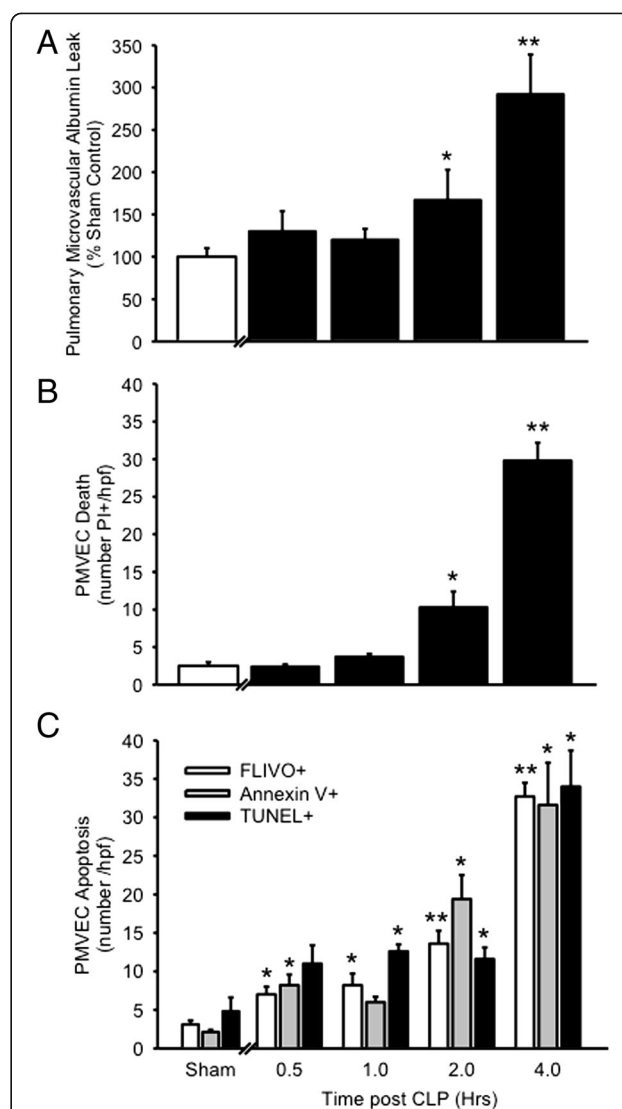 A
Pulmonary Microvascular Albumin Leak
(% Sham Control)
350
300
250
200
150
100
50
0
*
**
B
PMVEC Death
(number PI+/hpf)
40
35
30
25
20
15
10
5
0
*
**
C
PMVEC Apoptosis
(number /hpf)
40
35
30
25
20
15
10
5
0
FLIVO+
Annexin V+
TUNEL+
* *
* *
** * *
** * *
Sham 0.5 1.0 2.0 4.0
Time post CLP (Hrs)